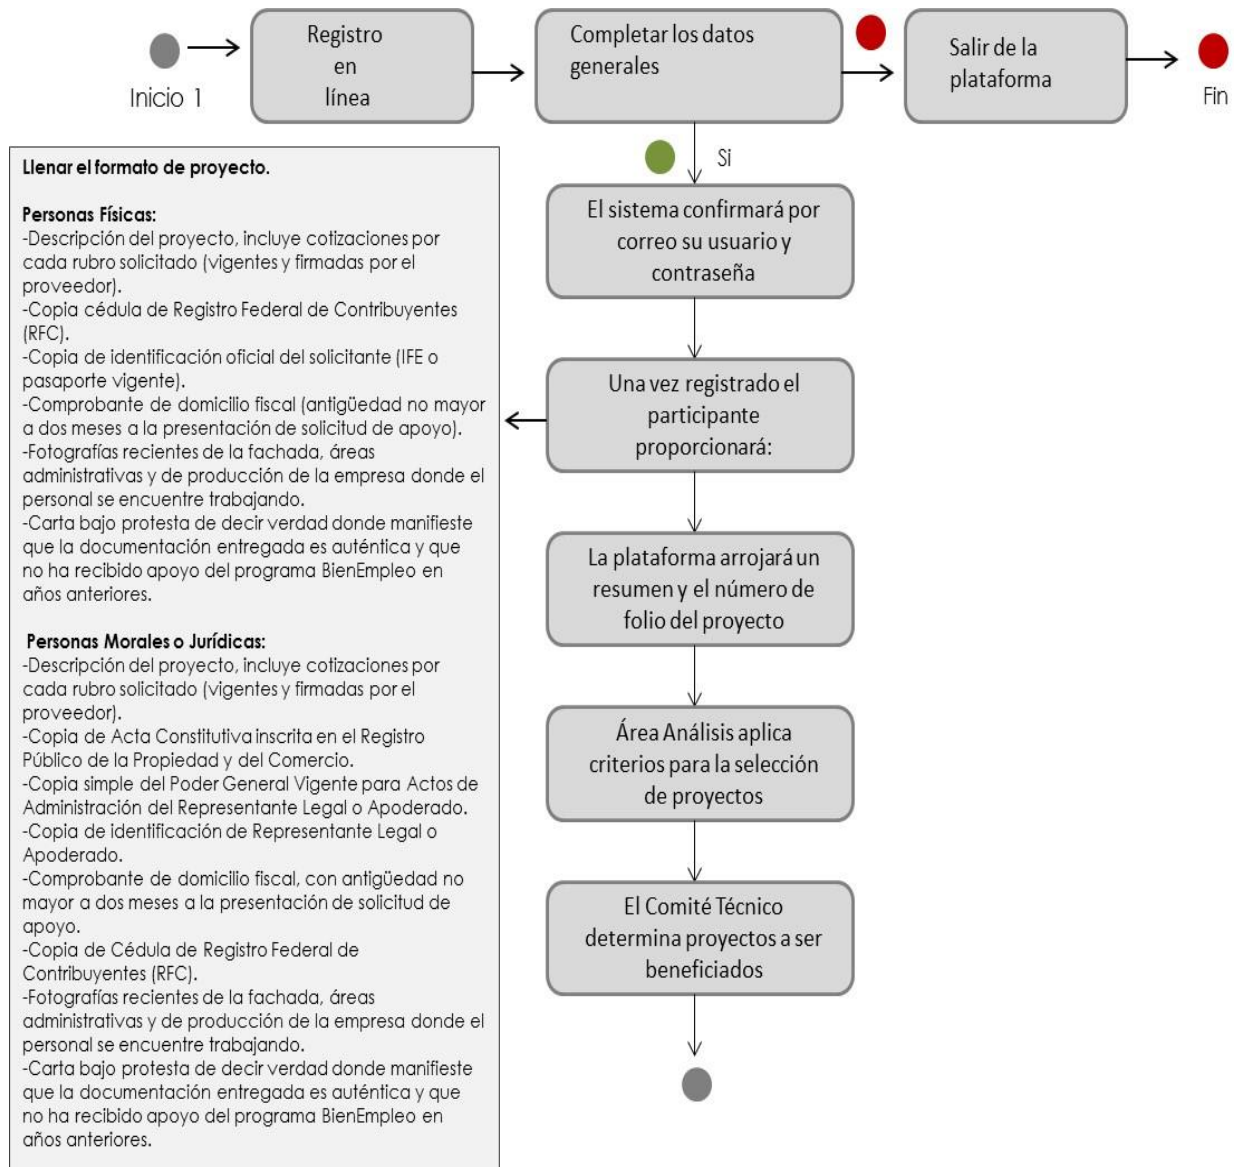 Inicio 1
Registro
en
línea
Completar los datos
generales
Salir de la
plataforma
Fin
Si
El sistema confirmará por
correo su usuario y
contraseña
Una vez registrado el
participante
proporcionará:
Llenar el formato de proyecto.
Personas Físicas:
-Descripción del proyecto, incluye cotizaciones por
cada rubro solicitado (vigentes y firmadas por el
proveedor).
-Copia cédula de Registro Federal de Contribuyentes
(RFC).
-Copia de identificación oficial del solicitante (IFE o
pasaporte vigente).
-Comprobante de domicilio fiscal (antigüedad no mayor
a dos meses a la presentación de solicitud de apoyo).
-Fotografías recientes de la fachada, áreas
administrativas y de producción de la empresa donde el
personal se encuentre trabajando.
-Carta bajo protesta de decir verdad donde manifieste
que la documentación entregada es auténtica y que
no ha recibido apoyo del programa BienEmpleo en
años anteriores.
Personas Morales o Jurídicas:
-Descripción del proyecto, incluye cotizaciones por
cada rubro solicitado (vigentes y firmadas por el
proveedor).
-Copia de Acta Constitutiva inscrita en el Registro
Público de la Propiedad y del Comercio.
-Copia simple del Poder General Vigente para Actos de
Administración del Representante Legal o Apoderado.
-Copia de identificación de Representante Legal o
Apoderado.
-Comprobante de domicilio fiscal, con antigüedad no
mayor a dos meses a la presentación de solicitud de
apoyo.
-Copia de Cédula de Registro Federal de
Contribuyentes (RFC).
-Fotografías recientes de la fachada, áreas
administrativas y de producción de la empresa donde el
personal se encuentre trabajando.
-Carta bajo protesta de decir verdad donde manifieste
que la documentación entregada es auténtica y que
no ha recibido apoyo del programa BienEmpleo en
años anteriores.
La plataforma arrojará un
resumen y el número de
folio del proyecto
Área Análisis aplica
criterios para la selección
de proyectos
El Comité Técnico
determina proyectos a ser
beneficiados